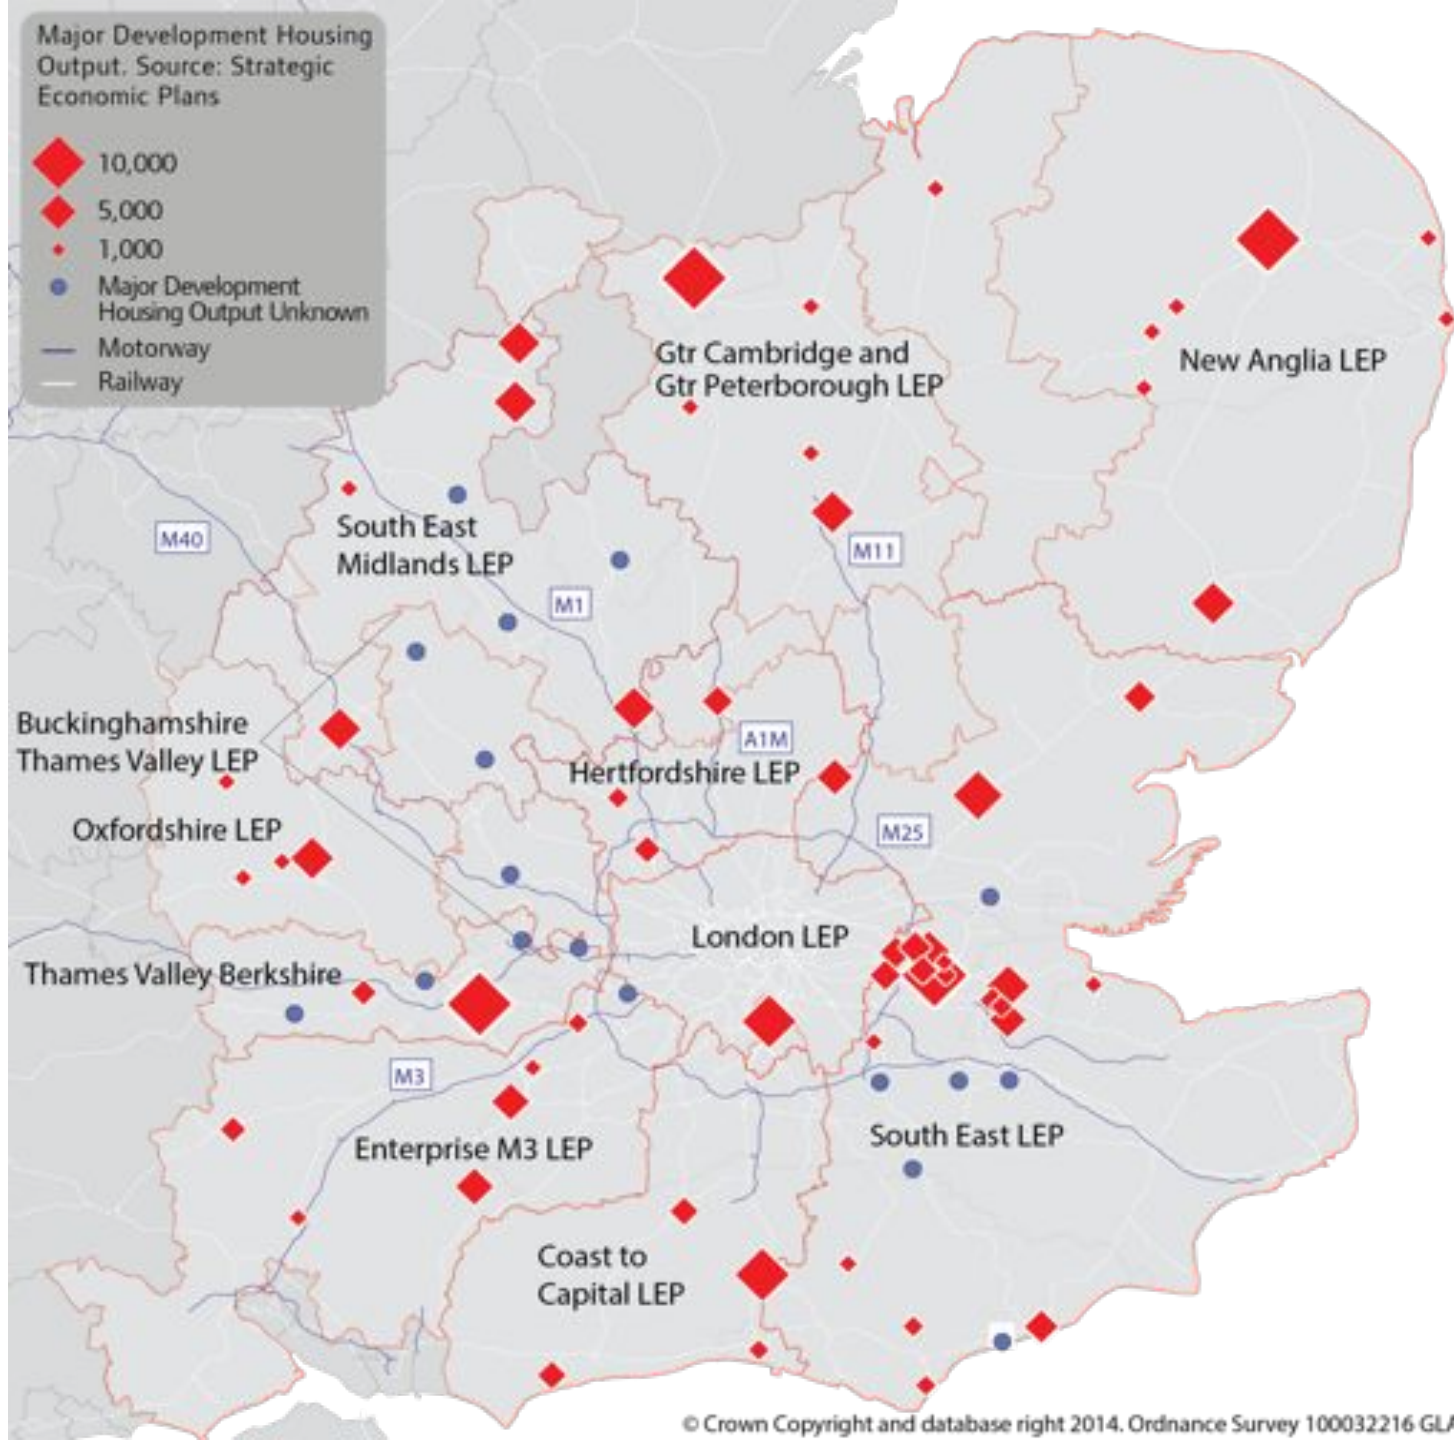 Major Development Housing
Output. Source: Strategic
Economic Plans
10,000
5,000
1,000
Major Development
Housing Output Unknown
Motorway
Railway
Gtr Cambridge and
Gtr Peterborough LEP
New Anglia LEP
M40
South East
Midlands LEP
M11
M1
Buckinghamshire
Thames Valley LEP
A1M
Hertfordshire LEP
Oxfordshire LEP
M25
London LEP
Thames Valley Berkshire
M3
Enterprise M3 LEP
South East LEP
Coast to
Capital LEP
© Crown Copyright and database right 2014. Ordnance Survey 100032216 GLA